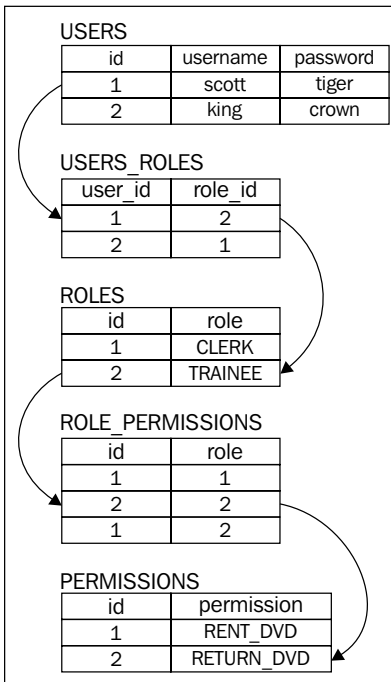 USERS
id username password
1 scott tiger
2 king crown
USERS_ROLES
user_id role_id
1 2
2 1
ROLES
id role
1 CLERK
2 TRAINEE
ROLE_PERMISSIONS
id role
1 1
2 2
1 2
PERMISSIONS
id permission
1 RENT_DVD
2 RETURN_DVD